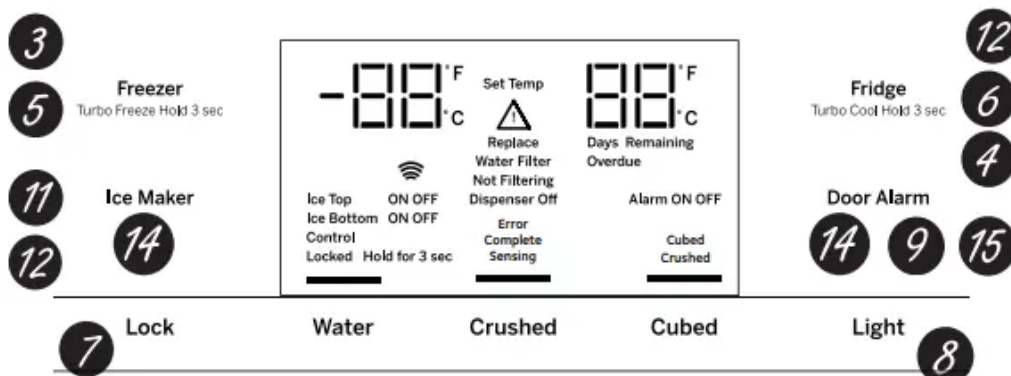 3
12
-88 °F
Set Temp
88 °F
Freezer
Fridge
5
Turbo Freeze Hold 3 sec
Turbo Cool Hold 3 sec
6
°C
!
°C
Replace
Days Remaining
Water Filter
Overdue
4
Not Filtering
11
Ice Maker
Ice Top ON OFF
Dispenser Off
Alarm ON OFF
Door Alarm
Ice Bottom ON OFF
Error
14
Control
Complete
Cubed
14 9 15
12
Locked Hold for 3 sec
Sensing
Crushed
Lock Water Crushed Cubed Light
7
8